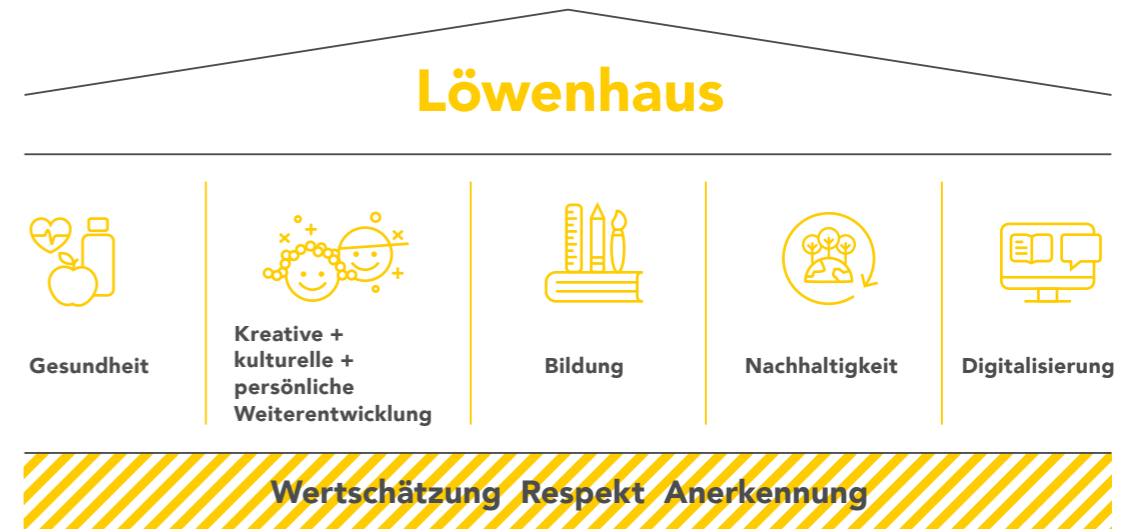 Löwenhaus
Gesundheit
Kreative +
kulturelle +
persönliche
Weiterentwicklung
Bildung
Nachhaltigkeit
Digitalisierung
Wertschätzung Respekt Anerkennung